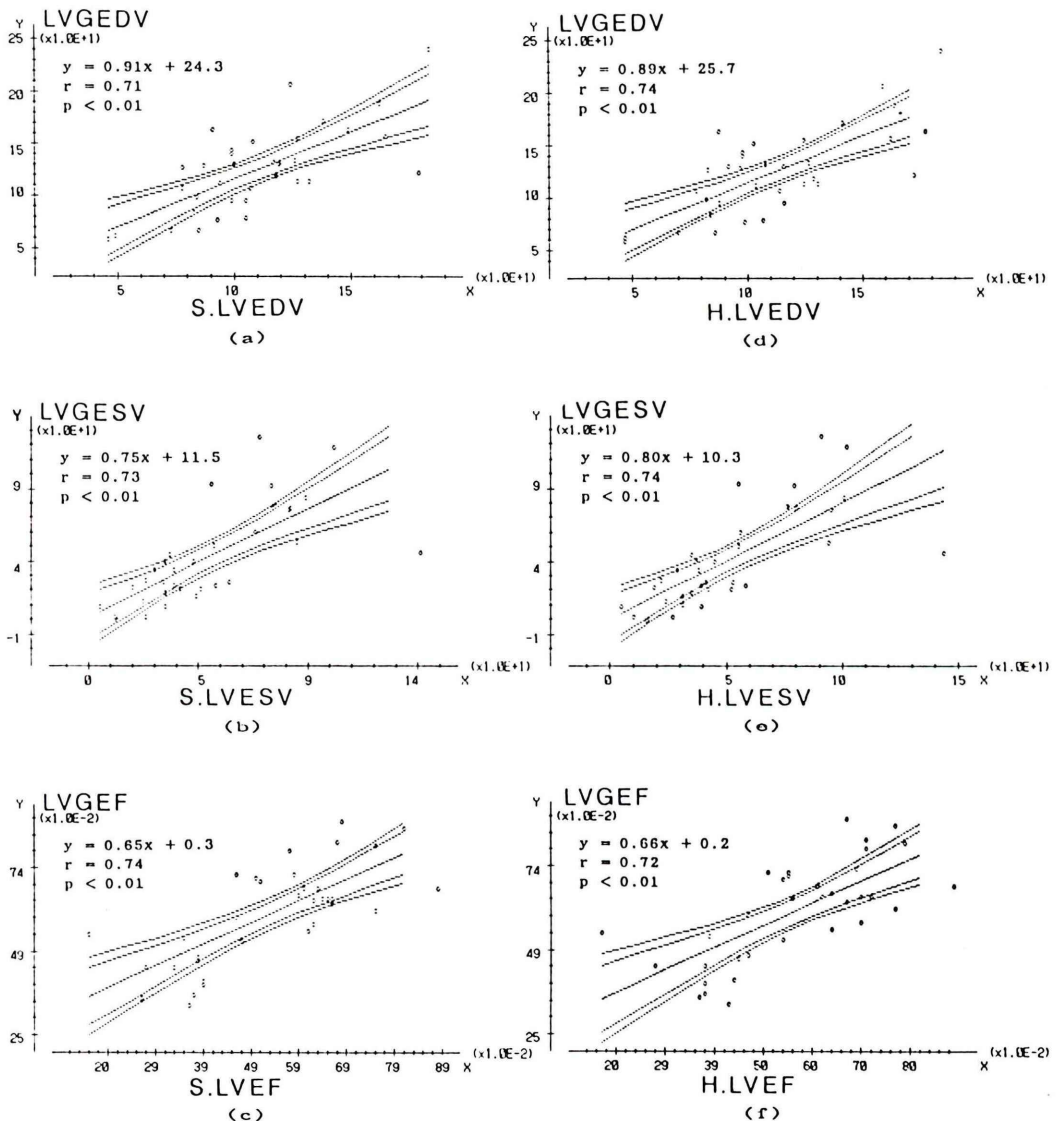 Y LVGEDV
(x1.0E+1)
25
y = 0.91x + 24.3
r = 0.71
p < 0.01
20
15
10
5
5 10 15 X (x1.0E+1)
S.LVEDV
(a)
Y LVGEDV
(x1.0E+1)
25
y = 0.89x + 25.7
r = 0.74
p < 0.01
20
15
10
5
5 10 15 X (x1.0E+1)
H.LVEDV
(d)
Y LVGESV
(x1.0E+1)
y = 0.75x + 11.5
r = 0.73
p < 0.01
9
4
-1
0 5 9 14 X (x1.0E+1)
S.LVESV
(b)
Y LVGESV
(x1.0E+1)
y = 0.80x + 10.3
r = 0.74
p < 0.01
9
4
-1
0 5 10 15 X (x1.0E+1)
H.LVESV
(e)
Y LVGEF
(x1.0E-2)
y = 0.65x + 0.3
r = 0.74
p < 0.01
74
49
25
20 29 39 49 59 69 79 89 X (x1.0E-2)
S.LVEF
(c)
Y LVGEF
(x1.0E-2)
y = 0.66x + 0.2
r = 0.72
p < 0.01
74
49
25
20 29 39 50 60 70 80 X (x1.0E-2)
H.LVEF
(f)